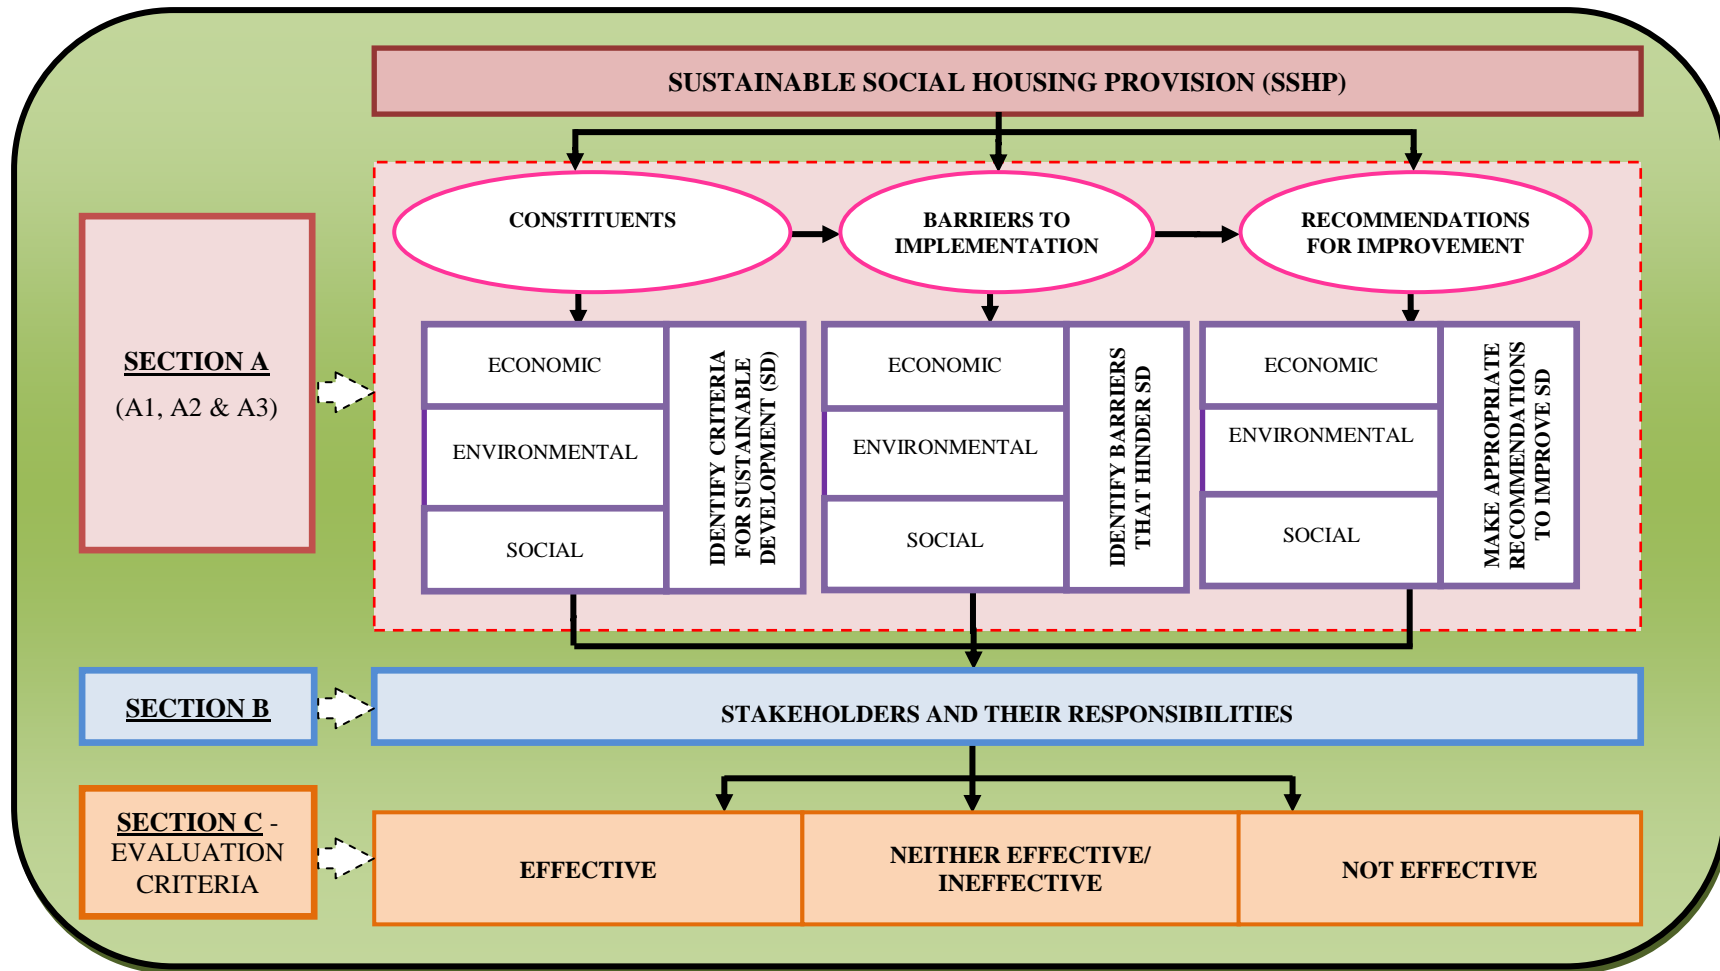 SUSTAINABLE SOCIAL HOUSING PROVISION (SSHP)
CONSTITUENTS
BARRIERS TO
IMPLEMENTATION
RECOMMENDATIONS
FOR IMPROVEMENT
SECTION A
(A1, A2 & A3)
ECONOMIC
ENVIRONMENTAL
SOCIAL
IDENTIFY CRITERIA
FOR SUSTAINABLE
DEVELOPMENT (SD)
ECONOMIC
ENVIRONMENTAL
SOCIAL
IDENTIFY BARRIERS
THAT HINDER SD
ECONOMIC
ENVIRONMENTAL
SOCIAL
MAKE APPROPRIATE
RECOMMENDATIONS
TO IMPROVE SD
SECTION B
STAKEHOLDERS AND THEIR RESPONSIBILITIES
SECTION C -
EVALUATION
CRITERIA
EFFECTIVE
NEITHER EFFECTIVE/
INEFFECTIVE
NOT EFFECTIVE